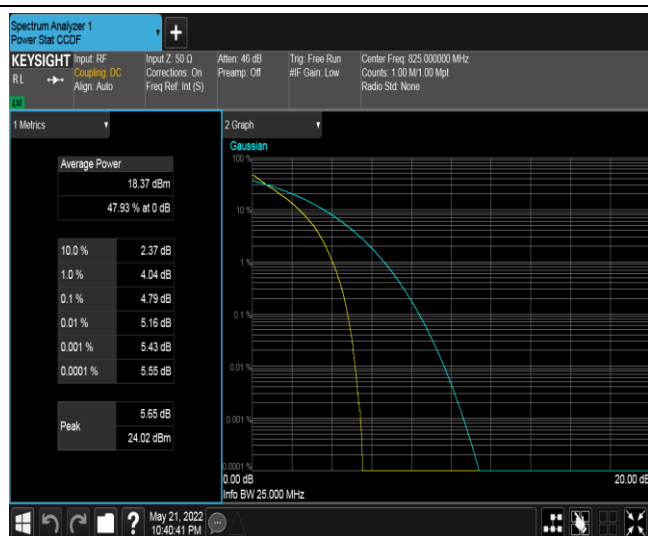 Spectrum Analyzer 1
Power Stat CCDF
+
KEYSIGHT Input: RF Input Z: 50 Ω Atten: 46 dB Trig: Free Run Center Freq: 825.000000 MHz
RL Coupling: DC Corrections: On Preamp: Off #IF Gain: Low Counts: 1.00 M/1.00 Mpt
Align: Auto Freq Ref: Int (S) Radio Std: None
LXI
1 Metrics
2 Graph
Average Power
18.37 dBm
47.93 % at 0 dB
10.0 % 2.37 dB
1.0 % 4.04 dB
0.1 % 4.79 dB
0.01 % 5.16 dB
0.001 % 5.43 dB
0.0001 % 5.55 dB
Peak 5.65 dB
24.02 dBm
Gaussian
100 %
10 %
1 %
0.1 %
0.01 %
0.001 %
0.0001 %
0.00 dB 20.00 dB
Info BW 25.000 MHz
? May 21, 2022
10:40:41 PM